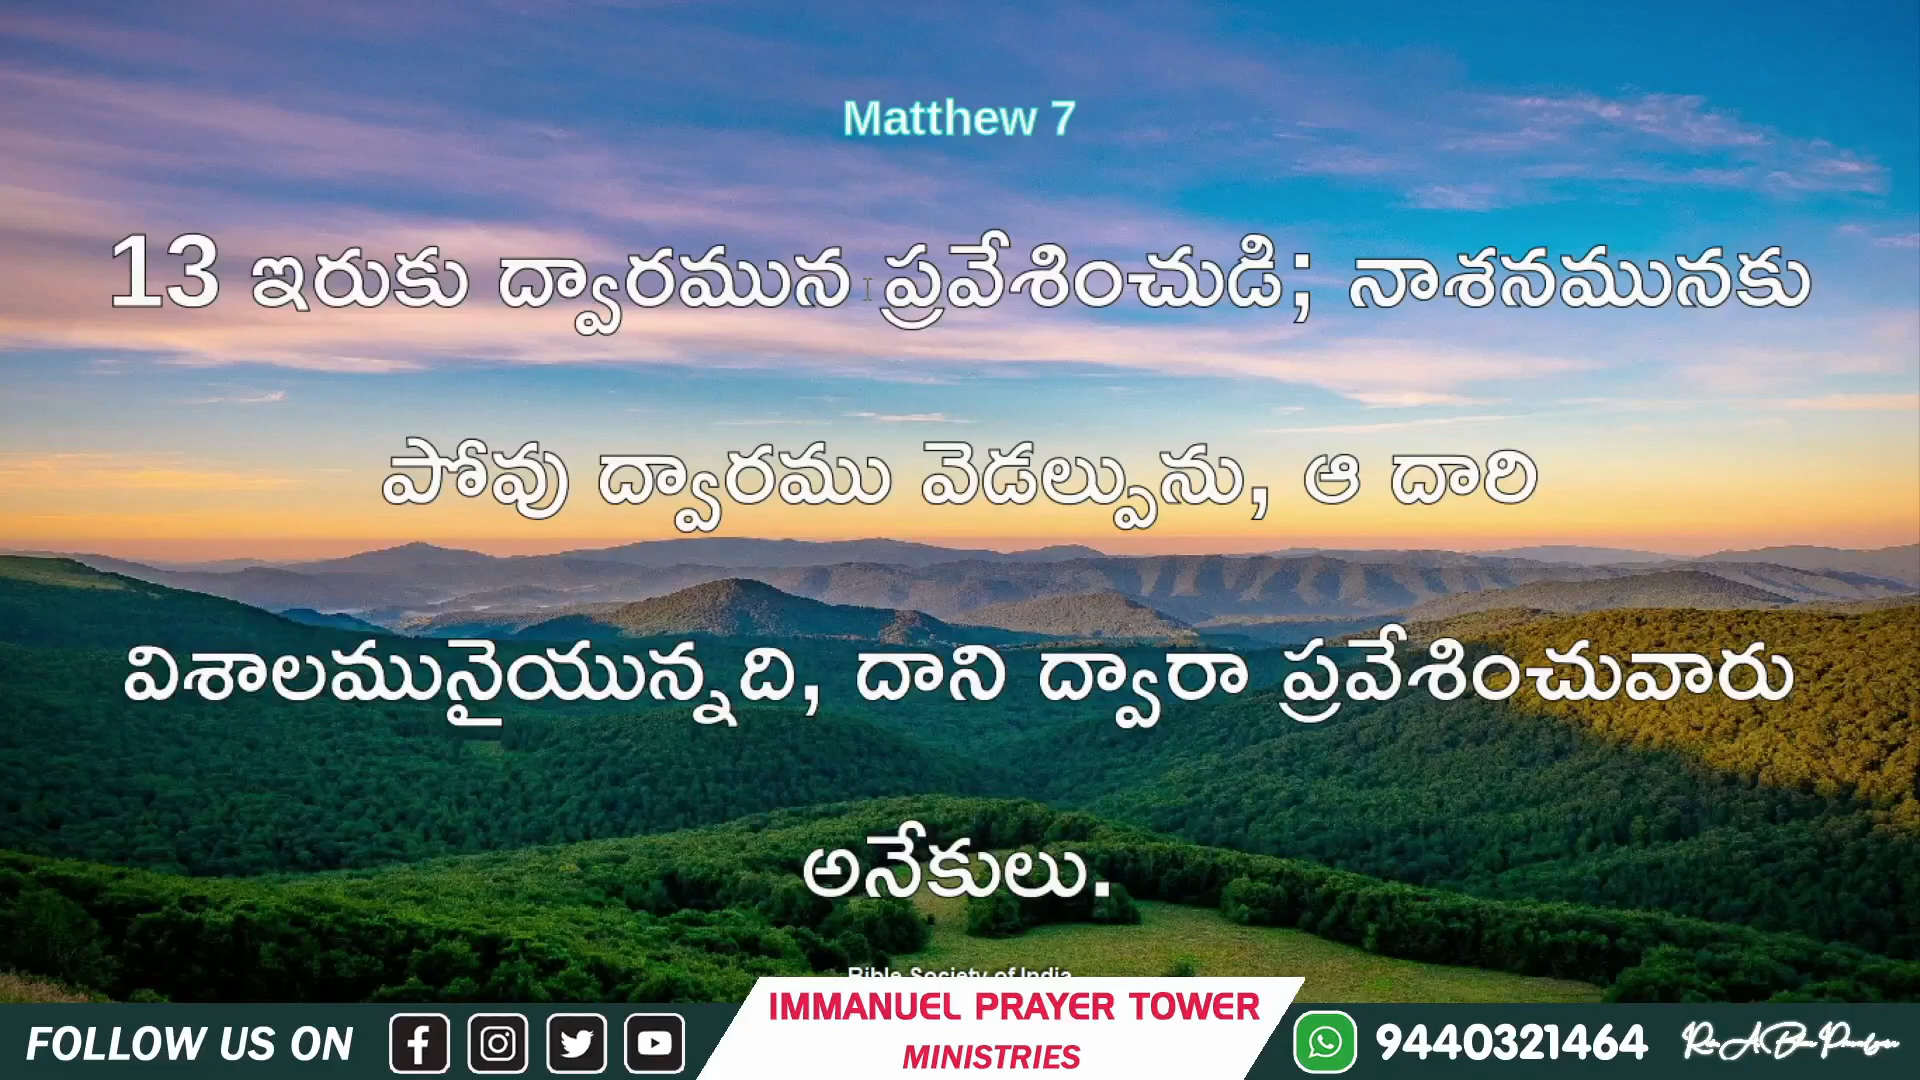 Matthew 7
13 ఇరుకు ద్వారమున ప్రవేశించుడి; నాశనమునకు
పోవు ద్వారము వెడల్పును, ఆ దారి
విశాలమునైయున్నది, దాని ద్వారా ప్రవేశించువారు
అనేకులు.
Bible Society of India
IMMANUEL PRAYER TOWER
MINISTRIES
FOLLOW US ON
9440321464